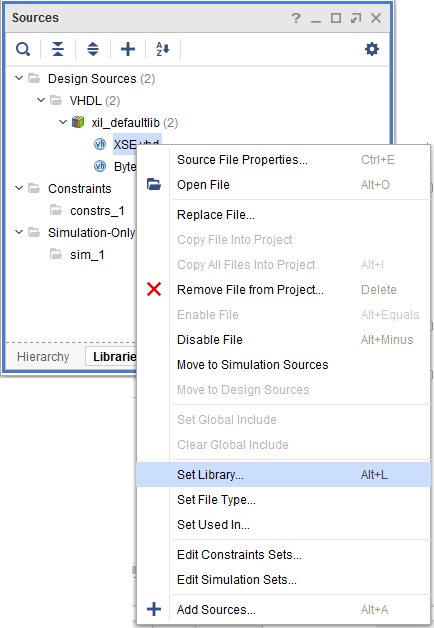 Sources
Design Sources (2)
VHDL (2)
xil_defaultlib (2)
XSE.vhd
Byte
Constraints
constrs_1
Simulation-Only
sim_1
Hierarchy
Librarie
Source File Properties... Ctrl+E
Open File Alt+O
Replace File...
Copy File Into Project
Copy All Files Into Project Alt+I
Remove File from Project... Delete
Enable File Alt+Equals
Disable File Alt+Minus
Move to Simulation Sources
Move to Design Sources
Set Global Include
Clear Global Include
Set Library... Alt+L
Set File Type...
Set Used In...
Edit Constraints Sets...
Edit Simulation Sets...
Add Sources... Alt+A